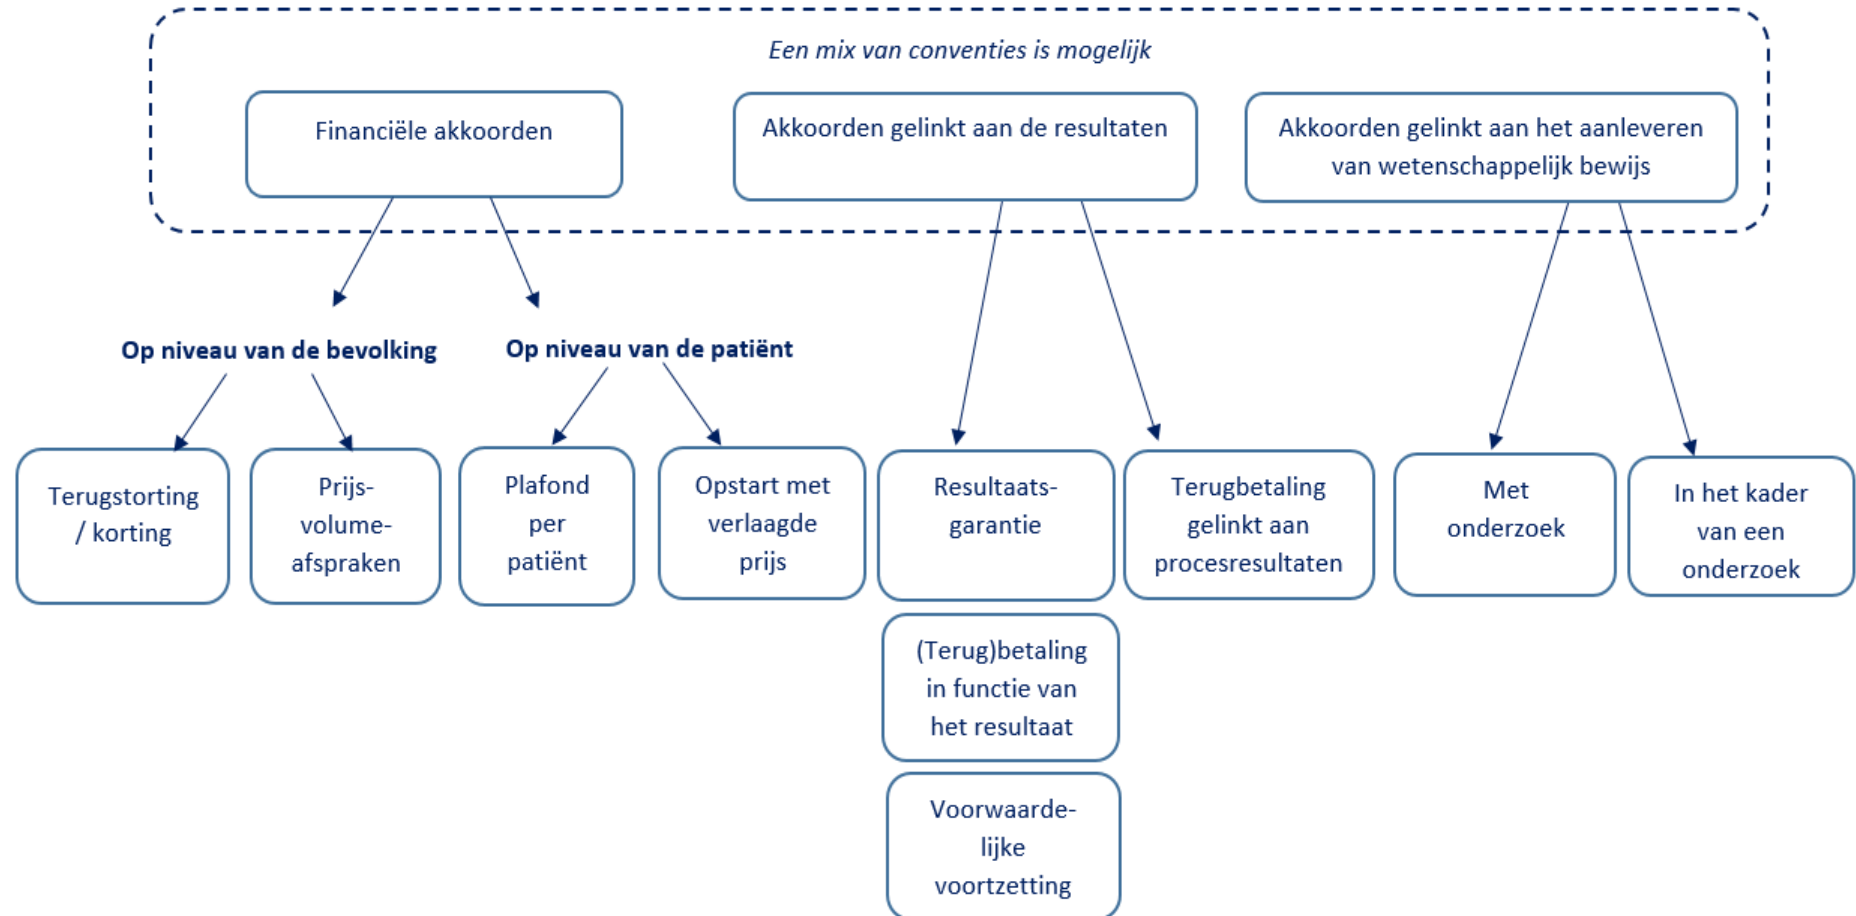 Een mix van conventies is mogelijk
Financiële akkoorden
Akkoorden gelinkt aan de resultaten
Akkoorden gelinkt aan het aanleveren
van wetenschappelijk bewijs
Op niveau van de bevolking
Op niveau van de patiënt
Terugstorting
/ korting
Prijs-
volume-
afspraken
Plafond
per
patiënt
Opstart met
verlaagde
prijs
Resultaats-
garantie
Terugbetaling
gelinkt aan
procesresultaten
Met
onderzoek
In het kader
van een
onderzoek
(Terug)betaling
in functie van
het resultaat
Voorwaarde-
lijke
voortzetting